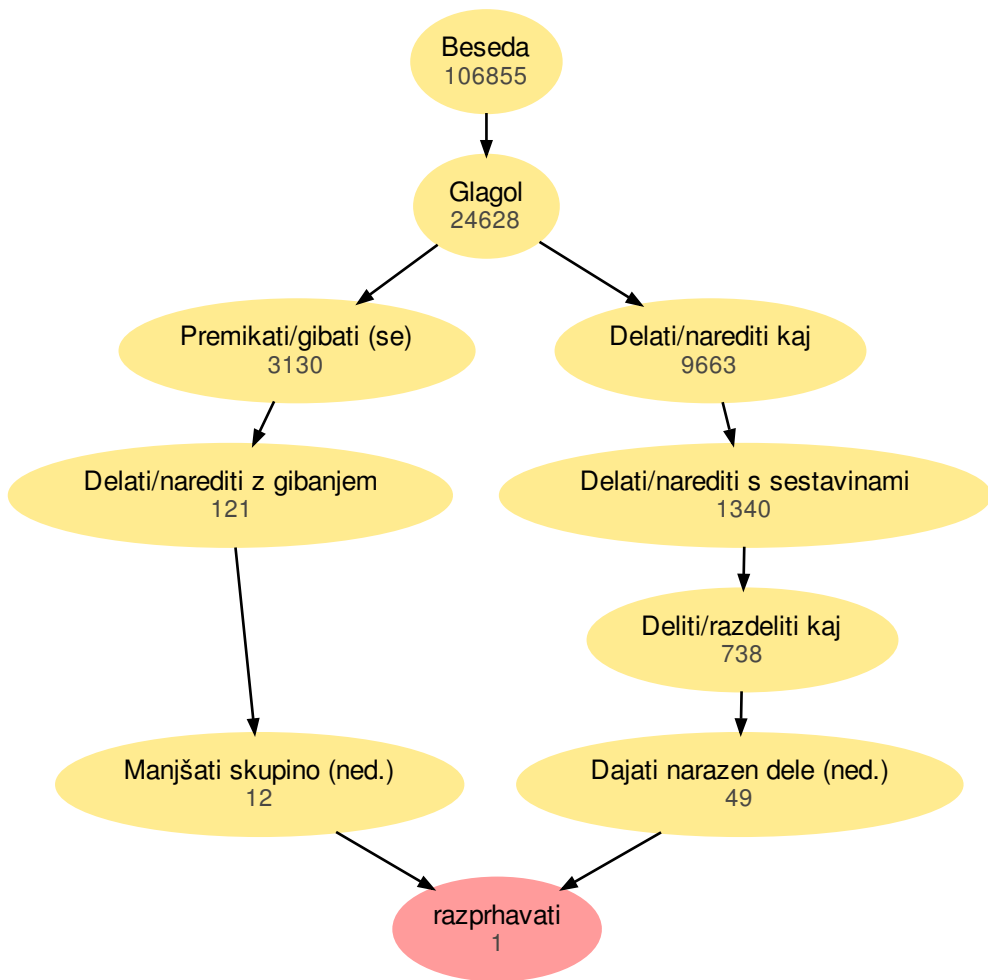 Beseda
106855
Glagol
24628
Premikati/gibati (se)
3130
Delati/narediti kaj
9663
Delati/narediti z gibanjem
121
Delati/narediti s sestavinami
1340
Deliti/razdeliti kaj
738
Manjšati skupino (ned.)
12
Dajati narazen dele (ned.)
49
razprhavati
1